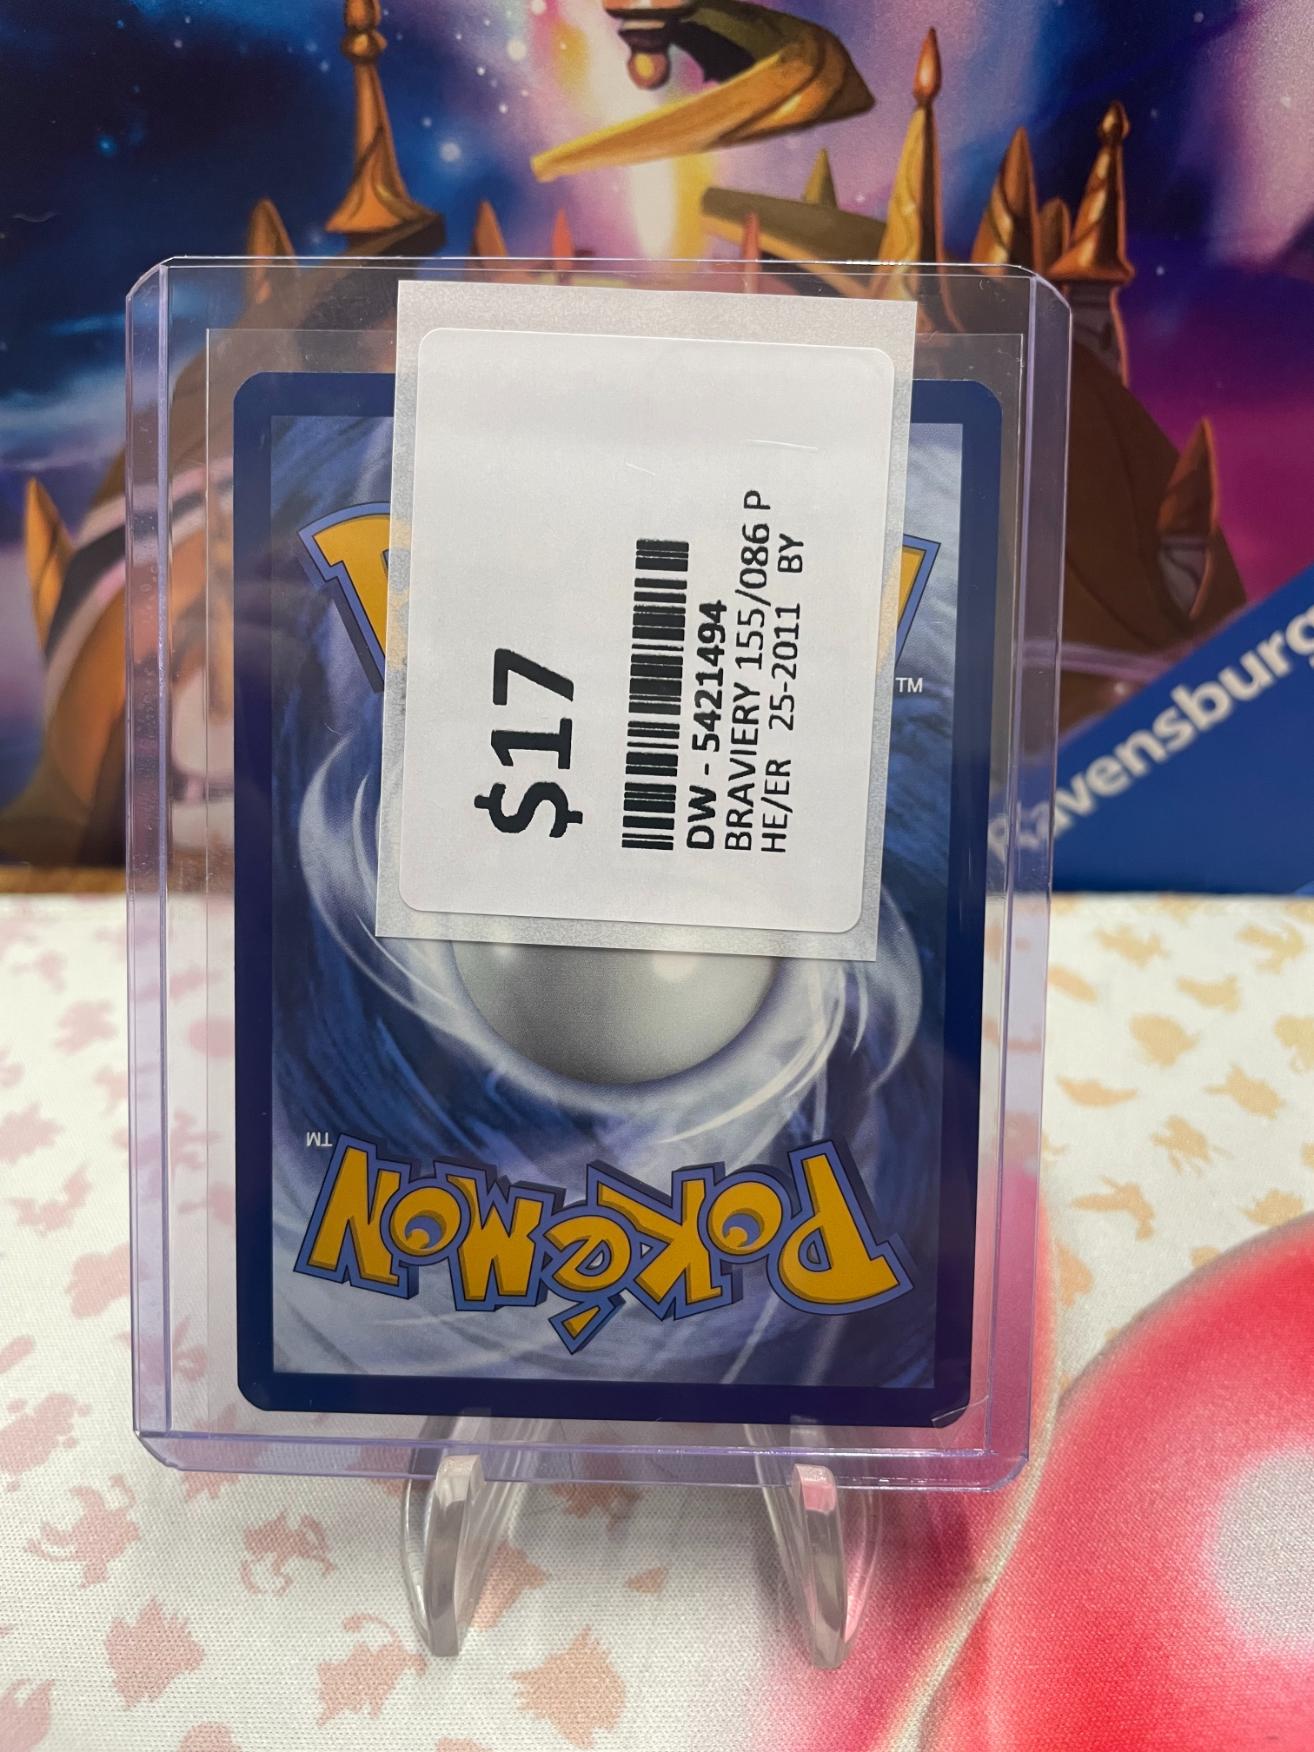 $17
DW - 5421494
BRAVIERY 155/086 P
HE/ER 25-2011 BY
TM
Ravensburg
TM
POKéMON